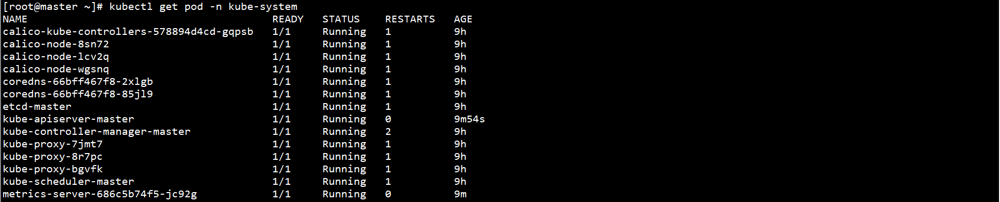 [root@master ~]# kubectl get pod -n kube-system
NAME                                       READY   STATUS    RESTARTS   AGE
calico-kube-controllers-578894d4cd-gqpsb   1/1     Running   1          9h
calico-node-8sn72                          1/1     Running   1          9h
calico-node-lcv2q                          1/1     Running   1          9h
calico-node-wgsnq                          1/1     Running   1          9h
coredns-66bff467f8-2xlgb                   1/1     Running   1          9h
coredns-66bff467f8-85jl9                   1/1     Running   1          9h
etcd-master                                1/1     Running   1          9h
kube-apiserver-master                      1/1     Running   0          9m54s
kube-controller-manager-master             1/1     Running   2          9h
kube-proxy-7jmt7                           1/1     Running   1          9h
kube-proxy-8r7pc                           1/1     Running   1          9h
kube-proxy-bgvfk                           1/1     Running   1          9h
kube-scheduler-master                      1/1     Running   1          9h
metrics-server-686c5b74f5-jc92g            1/1     Running   0          9m